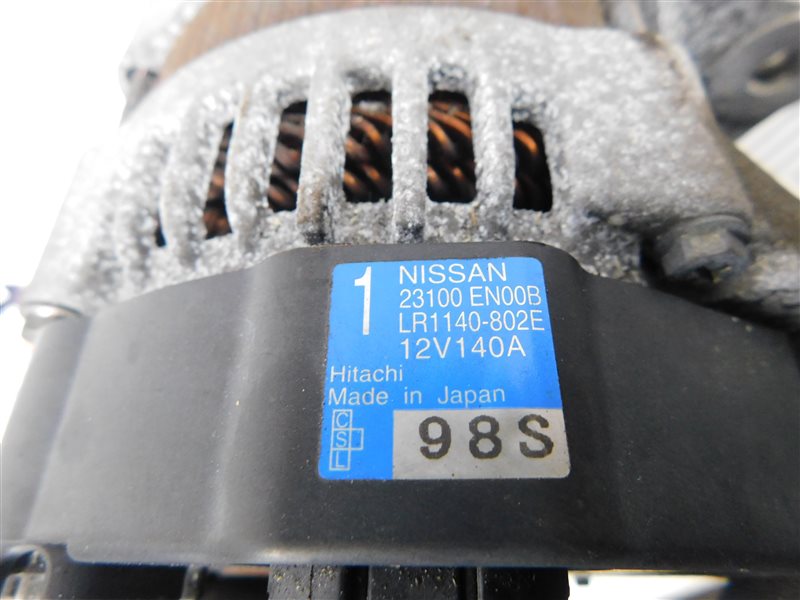 1 NISSAN
23100 EN00B
LR1140-802E
12V140A
Hitachi
Made in Japan
C
S
L
98S